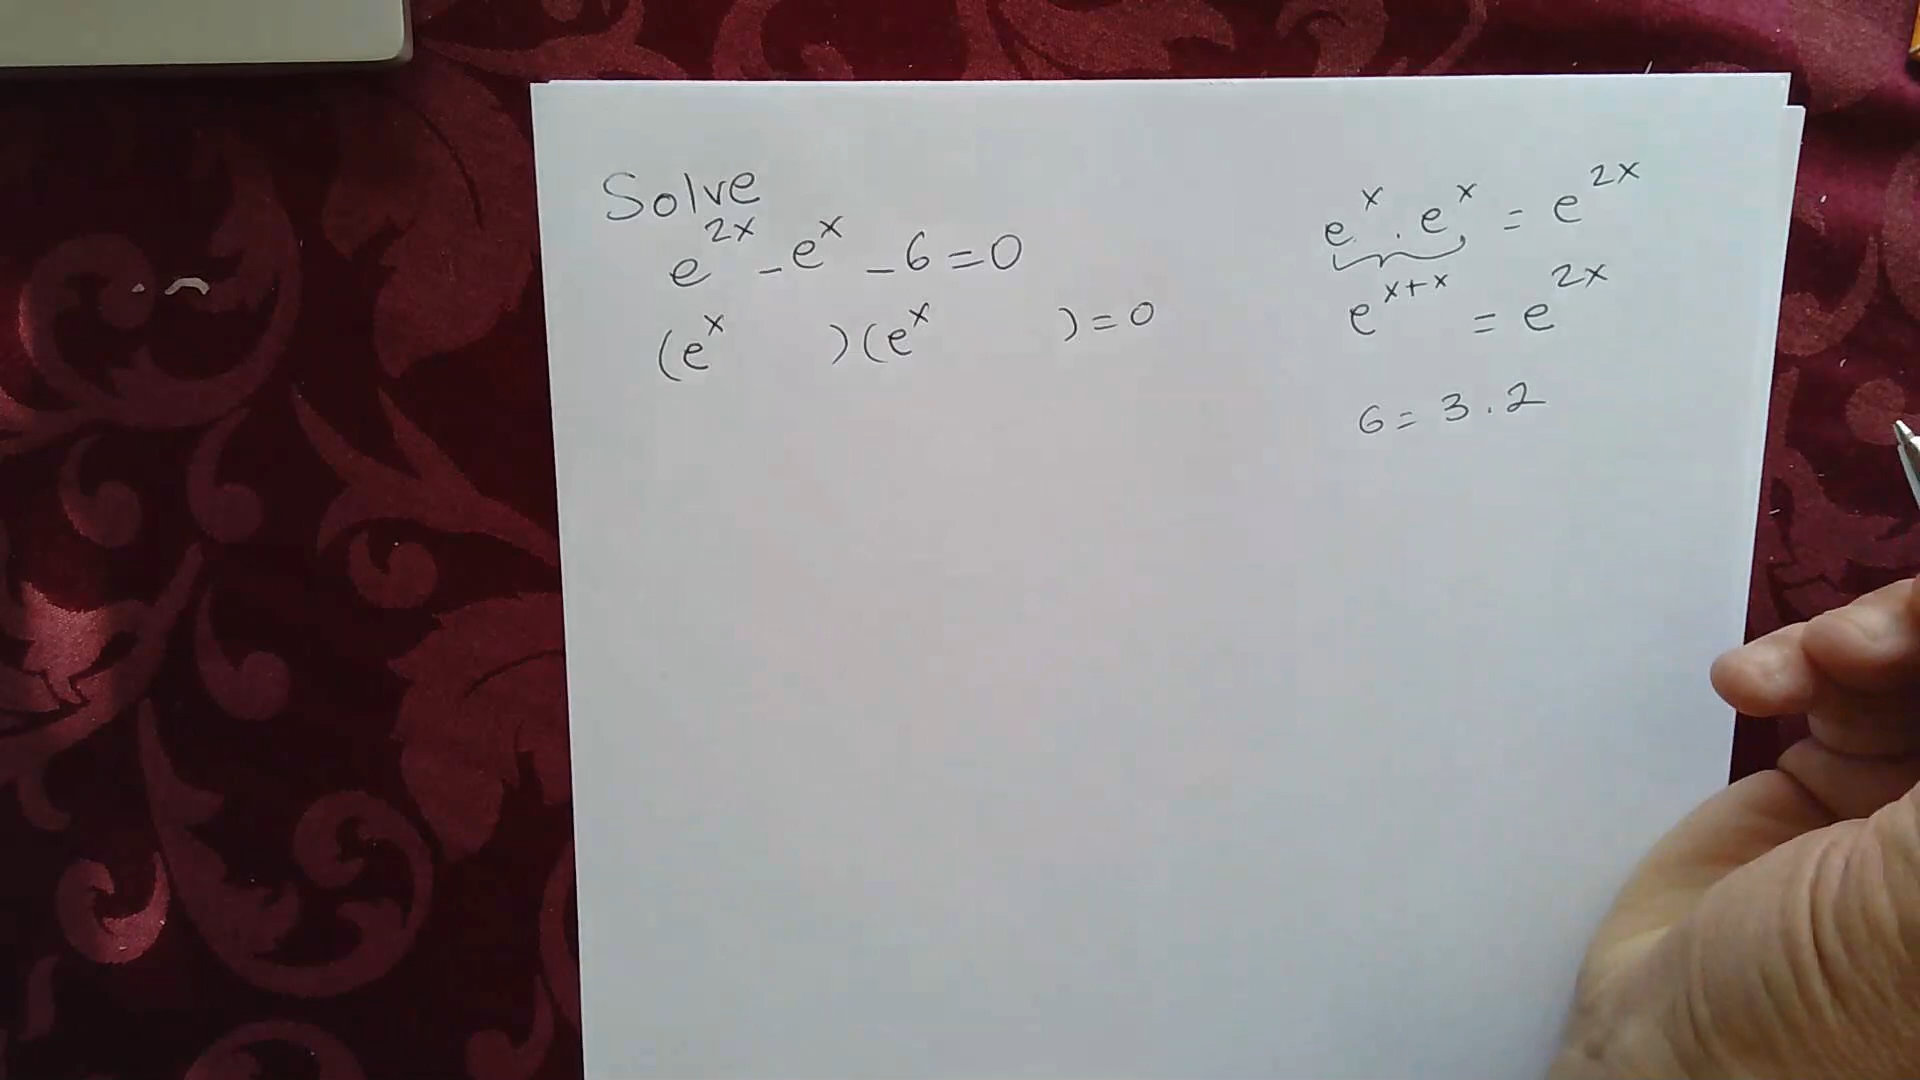 Solve
e^{2x} - e^x - 6 = 0
(e^x    )(e^x    ) = 0
e^x · e^x = e^{2x}
e^{x+x} = e^{2x}
6 = 3 · 2